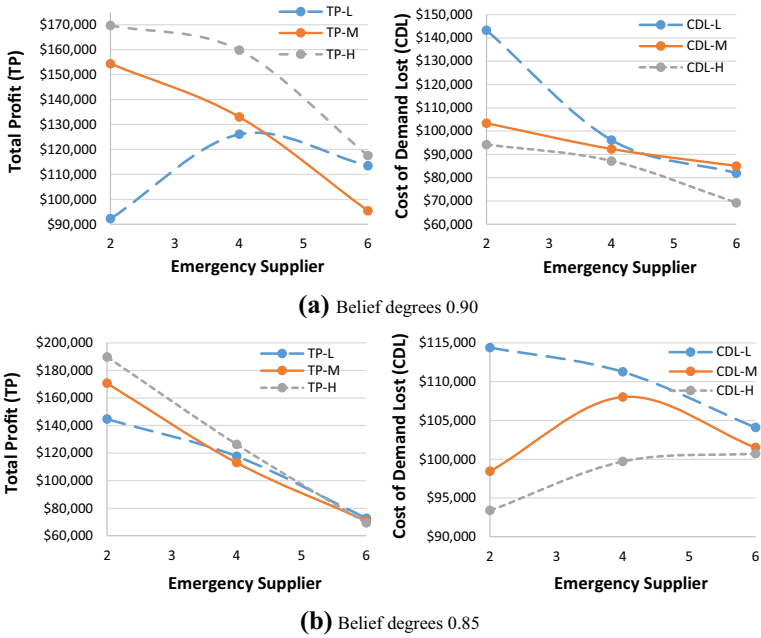 $170,000
$160,000
$150,000
$140,000
$130,000
$120,000
$110,000
$100,000
$90,000
2 3 4 5 6
Total Profit (TP)
Emergency Supplier
TP-L
TP-M
TP-H
$150,000
$140,000
$130,000
$120,000
$110,000
$100,000
$90,000
$80,000
$70,000
$60,000
2 3 4 5 6
Cost of Demand Lost (CDL)
Emergency Supplier
CDL-L
CDL-M
CDL-H
(a) Belief degrees 0.90
$200,000
$180,000
$160,000
$140,000
$120,000
$100,000
$80,000
$60,000
2 3 4 5 6
Total Profit (TP)
Emergency Supplier
TP-L
TP-M
TP-H
$115,000
$110,000
$105,000
$100,000
$95,000
$90,000
2 3 4 5 6
Cost of Demand Lost (CDL)
Emergency Supplier
CDL-L
CDL-M
CDL-H
(b) Belief degrees 0.85